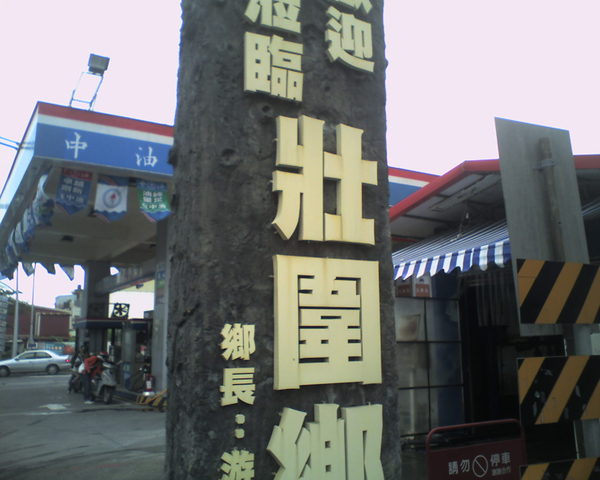 歡迎
蒞臨
壯圍鄉
鄉長：游
中油
請勿停車